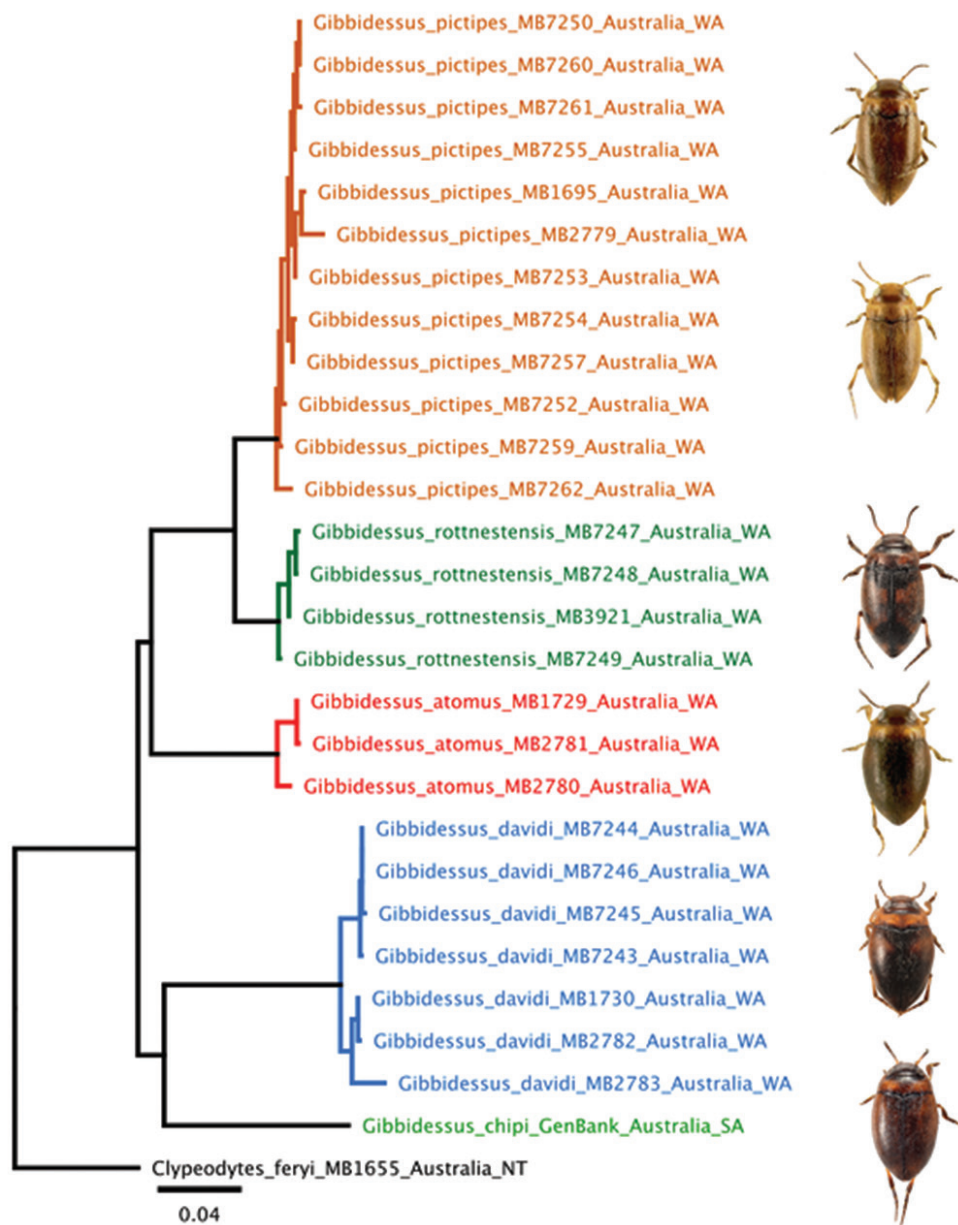 Gibbidessus_pictipes_MB7250_Australia_WA
Gibbidessus_pictipes_MB7260_Australia_WA
Gibbidessus_pictipes_MB7261_Australia_WA
Gibbidessus_pictipes_MB7255_Australia_WA
Gibbidessus_pictipes_MB1695_Australia_WA
Gibbidessus_pictipes_MB2779_Australia_WA
Gibbidessus_pictipes_MB7253_Australia_WA
Gibbidessus_pictipes_MB7254_Australia_WA
Gibbidessus_pictipes_MB7257_Australia_WA
Gibbidessus_pictipes_MB7252_Australia_WA
Gibbidessus_pictipes_MB7259_Australia_WA
Gibbidessus_pictipes_MB7262_Australia_WA
Gibbidessus_rottnestensis_MB7247_Australia_WA
Gibbidessus_rottnestensis_MB7248_Australia_WA
Gibbidessus_rottnestensis_MB3921_Australia_WA
Gibbidessus_rottnestensis_MB7249_Australia_WA
Gibbidessus_atomus_MB1729_Australia_WA
Gibbidessus_atomus_MB2781_Australia_WA
Gibbidessus_atomus_MB2780_Australia_WA
Gibbidessus_davidi_MB7244_Australia_WA
Gibbidessus_davidi_MB7246_Australia_WA
Gibbidessus_davidi_MB7245_Australia_WA
Gibbidessus_davidi_MB7243_Australia_WA
Gibbidessus_davidi_MB1730_Australia_WA
Gibbidessus_davidi_MB2782_Australia_WA
Gibbidessus_davidi_MB2783_Australia_WA
Gibbidessus_chipi_GenBank_Australia_SA
Clypeodytes_feryi_MB1655_Australia_NT
0.04